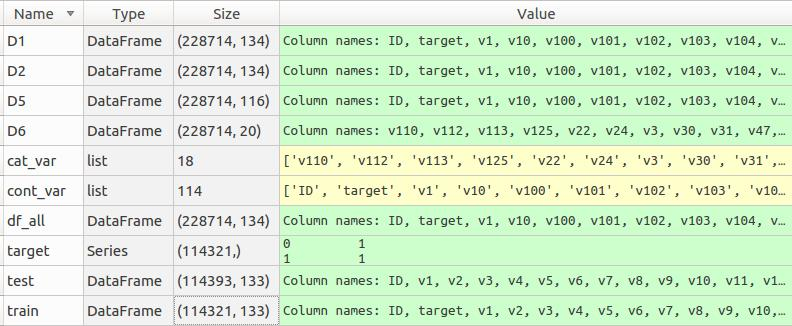 Name Type Size Value
D1 DataFrame (228714, 134) Column names: ID, target, v1, v10, v100, v101, v102, v103, v104, v…
D2 DataFrame (228714, 134) Column names: ID, target, v1, v10, v100, v101, v102, v103, v104, v…
D5 DataFrame (228714, 116) Column names: ID, target, v1, v10, v100, v101, v102, v103, v104, v…
D6 DataFrame (228714, 20) Column names: v110, v112, v113, v125, v22, v24, v3, v30, v31, v47,…
cat_var list 18 ['v110', 'v112', 'v113', 'v125', 'v22', 'v24', 'v3', 'v30', 'v31',…
cont_var list 114 ['ID', 'target', 'v1', 'v10', 'v100', 'v101', 'v102', 'v103', 'v10…
df_all DataFrame (228714, 134) Column names: ID, target, v1, v10, v100, v101, v102, v103, v104, v…
target Series (114321,) 0 1
1 1
test DataFrame (114393, 133) Column names: ID, v1, v2, v3, v4, v5, v6, v7, v8, v9, v10, v11, v1…
train DataFrame (114321, 133) Column names: ID, target, v1, v2, v3, v4, v5, v6, v7, v8, v9, v10,…